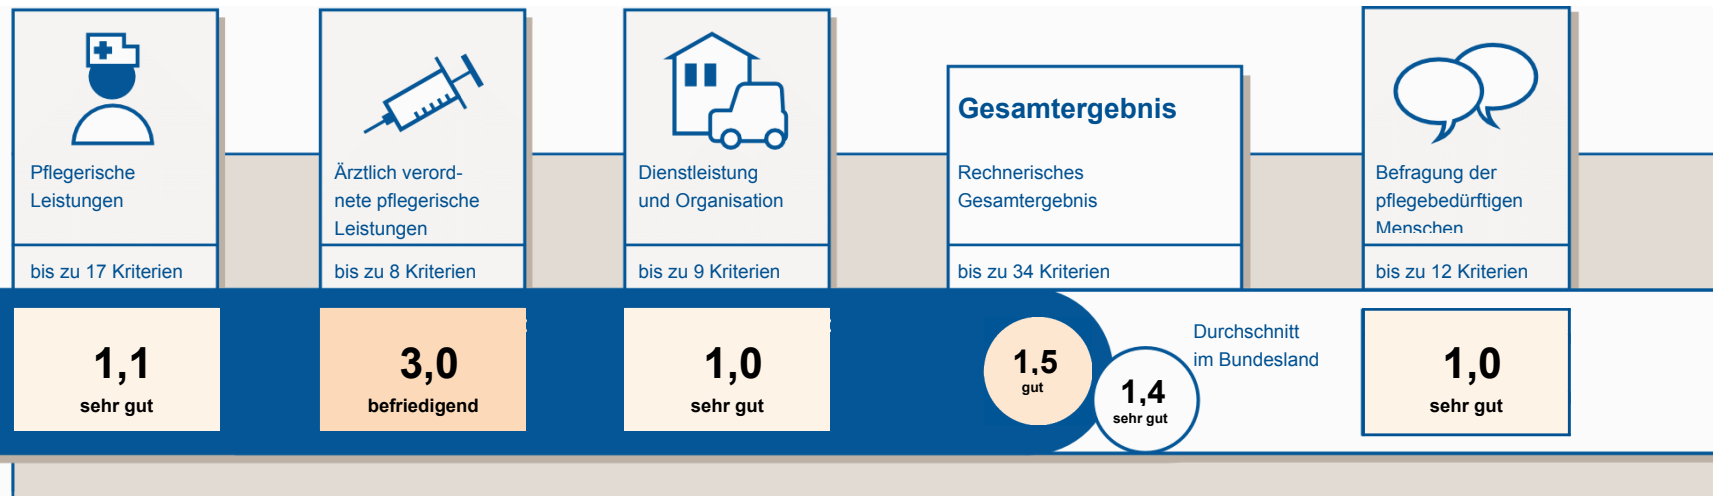 Pflegerische
Leistungen
bis zu 17 Kriterien
1,1
sehr gut
Ärztlich verord-
nete pflegerische
Leistungen
bis zu 8 Kriterien
3,0
befriedigend
Dienstleistung
und Organisation
bis zu 9 Kriterien
1,0
sehr gut
Gesamtergebnis
Rechnerisches
Gesamtergebnis
bis zu 34 Kriterien
1,5
gut
1,4
sehr gut
Durchschnitt
im Bundesland
Befragung der
pflegebedürftigen
Menschen
bis zu 12 Kriterien
1,0
sehr gut